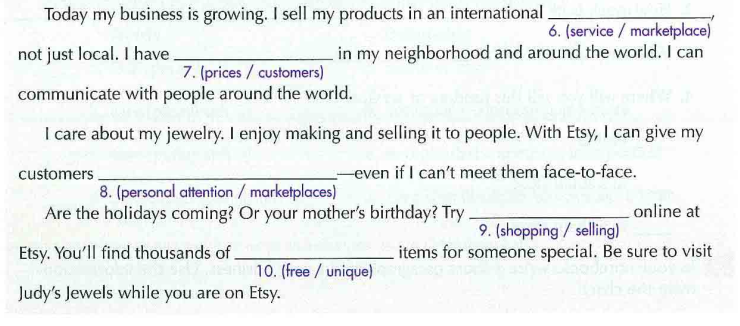 Today my business is growing. I sell my products in an international ____________,
6. (service / marketplace)
not just local. I have ____________ in my neighborhood and around the world. I can
7. (prices / customers)
communicate with people around the world.
I care about my jewelry. I enjoy making and selling it to people. With Etsy, I can give my
customers ____________—even if I can't meet them face-to-face.
8. (personal attention / marketplaces)
Are the holidays coming? Or your mother's birthday? Try ____________ online at
9. (shopping / selling)
Etsy. You'll find thousands of ____________ items for someone special. Be sure to visit
10. (free / unique)
Judy's Jewels while you are on Etsy.